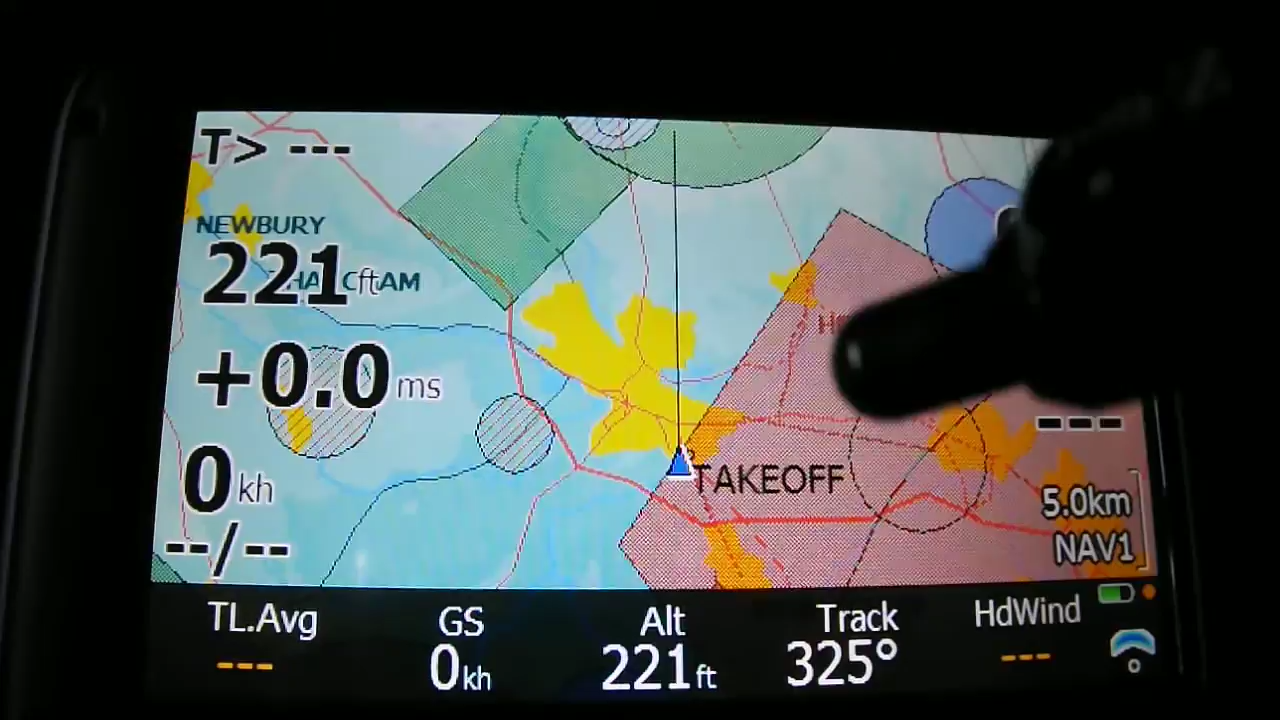 T> ---
NEWBURY
221 cft
+0.0 ms
0 kh
--/--
TAKEOFF
---
5.0km
NAV1
TL.Avg GS Alt Track HdWind
--- 0kh 221ft 325° ---